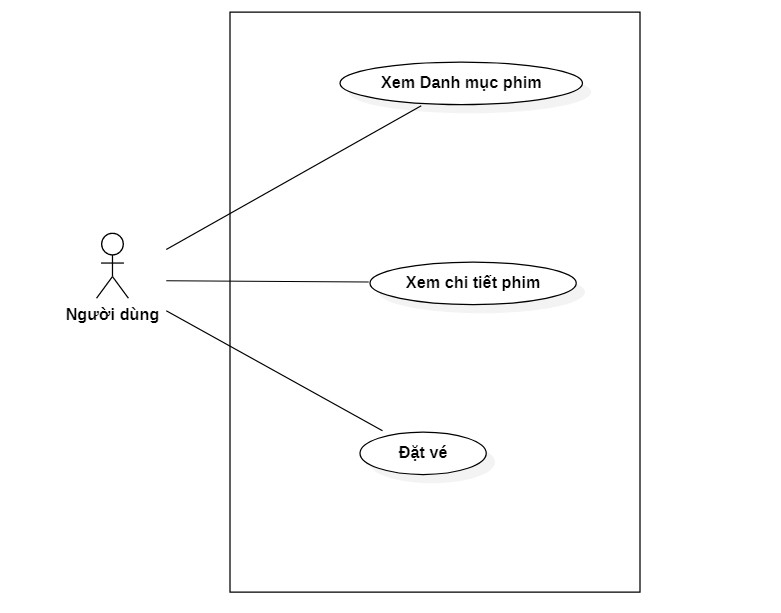 Xem Danh mục phim
Xem chi tiết phim
Người dùng
Đặt vé